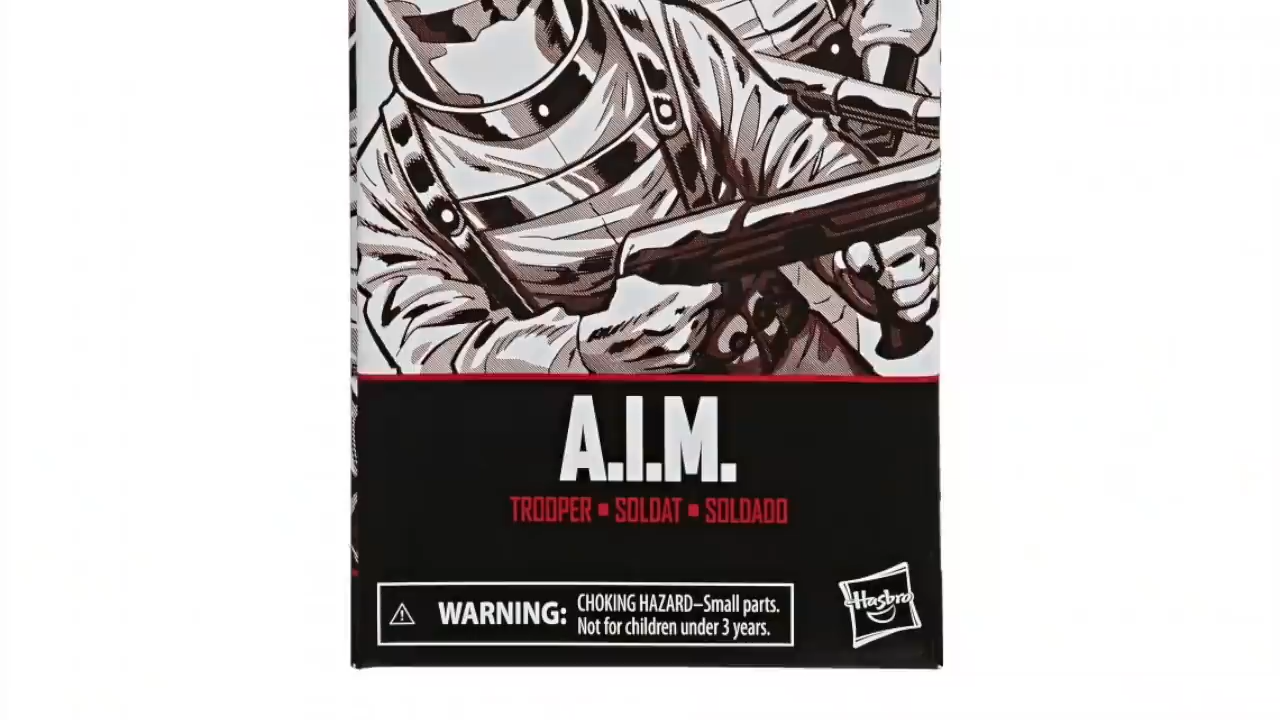 A.I.M.
TROOPER ▪ SOLDAT ▪ SOLDADO
WARNING:
CHOKING HAZARD–Small parts.
Not for children under 3 years.
Hasbro